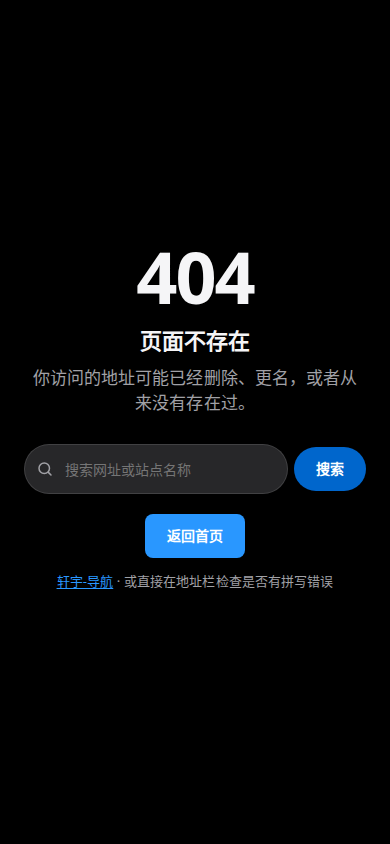 404
页面不存在
你访问的地址可能已经删除、更名，或者从
来没有存在过。
搜索网址或站点名称
搜索
返回首页
轩宇-导航 · 或直接在地址栏检查是否有拼写错误